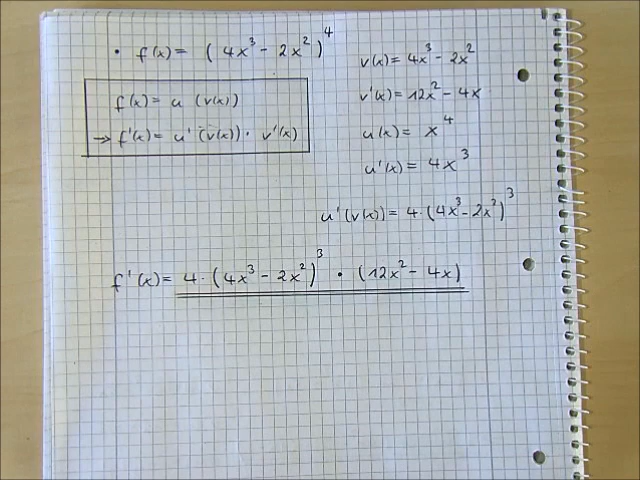 • f(x) = (4x³ - 2x²)⁴
f(x) = u (v(x))
→ f'(x) = u' (v(x)) · v'(x)
v(x) = 4x³ - 2x²
v'(x) = 12x² - 4x
u(x) = x⁴
u'(x) = 4x³
u'(v(x)) = 4·(4x³ - 2x²)³
f'(x) = 4·(4x³ - 2x²)³ · (12x² - 4x)